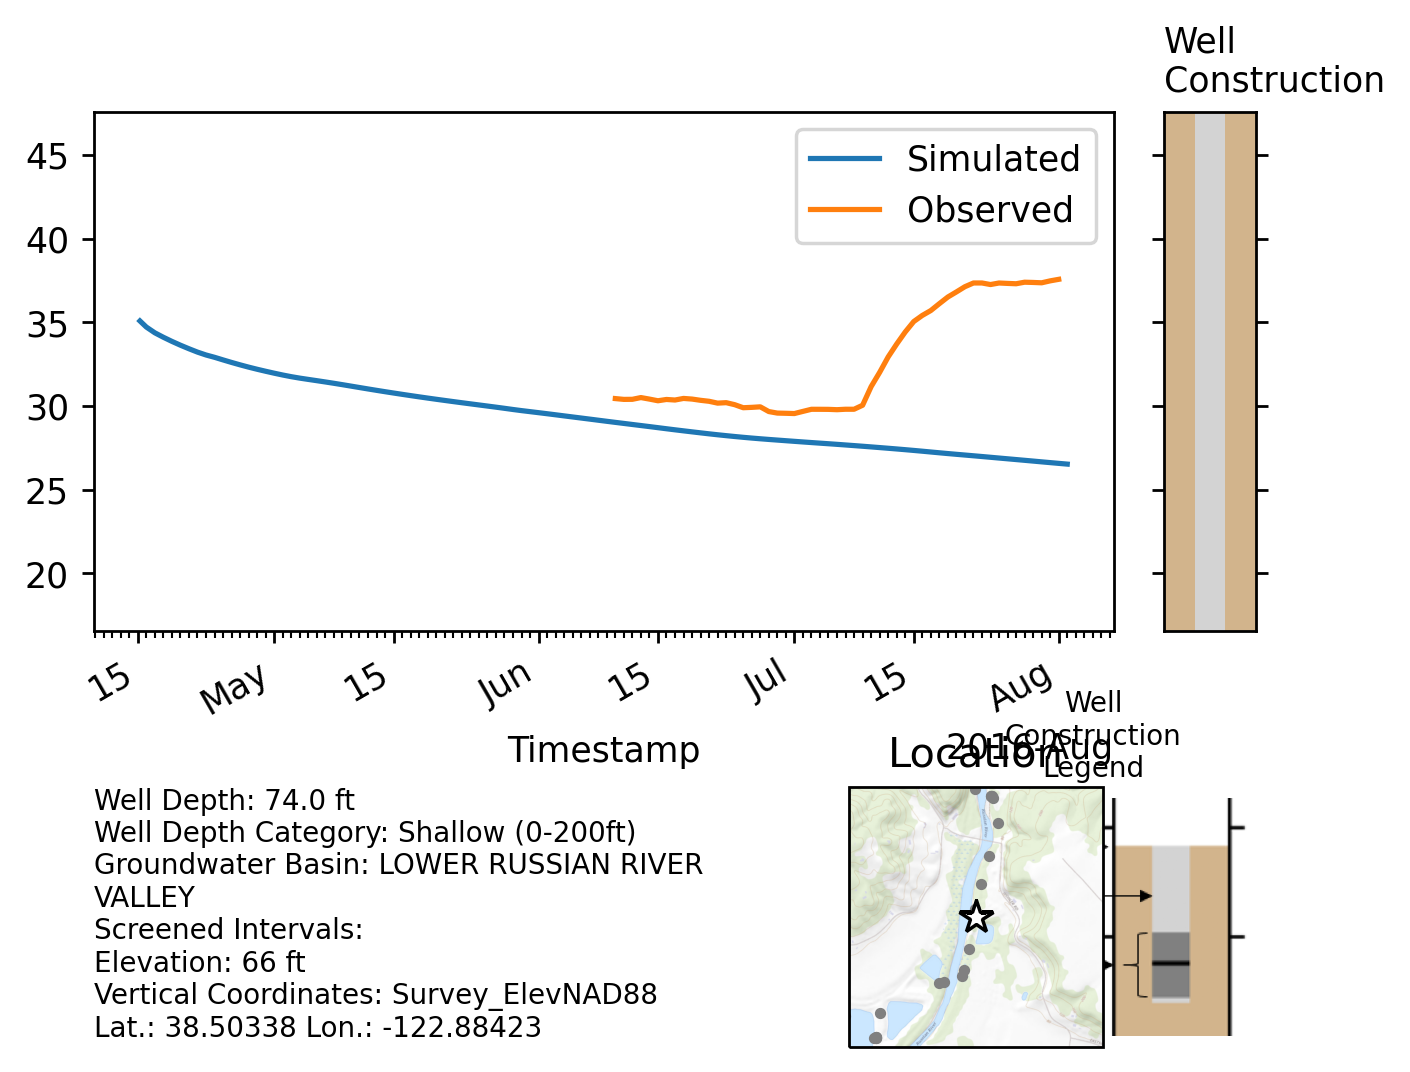 Well
Construction
Simulated
Observed
45
40
35
30
25
20
15
May
15
Jun
15
Jul
15
Aug
Timestamp
2016-Aug
Location
Well
Construction
Legend
Well Depth: 74.0 ft
Well Depth Category: Shallow (0-200ft)
Groundwater Basin: LOWER RUSSIAN RIVER
VALLEY
Screened Intervals:
Elevation: 66 ft
Vertical Coordinates: Survey_ElevNAD88
Lat.: 38.50338 Lon.: -122.88423